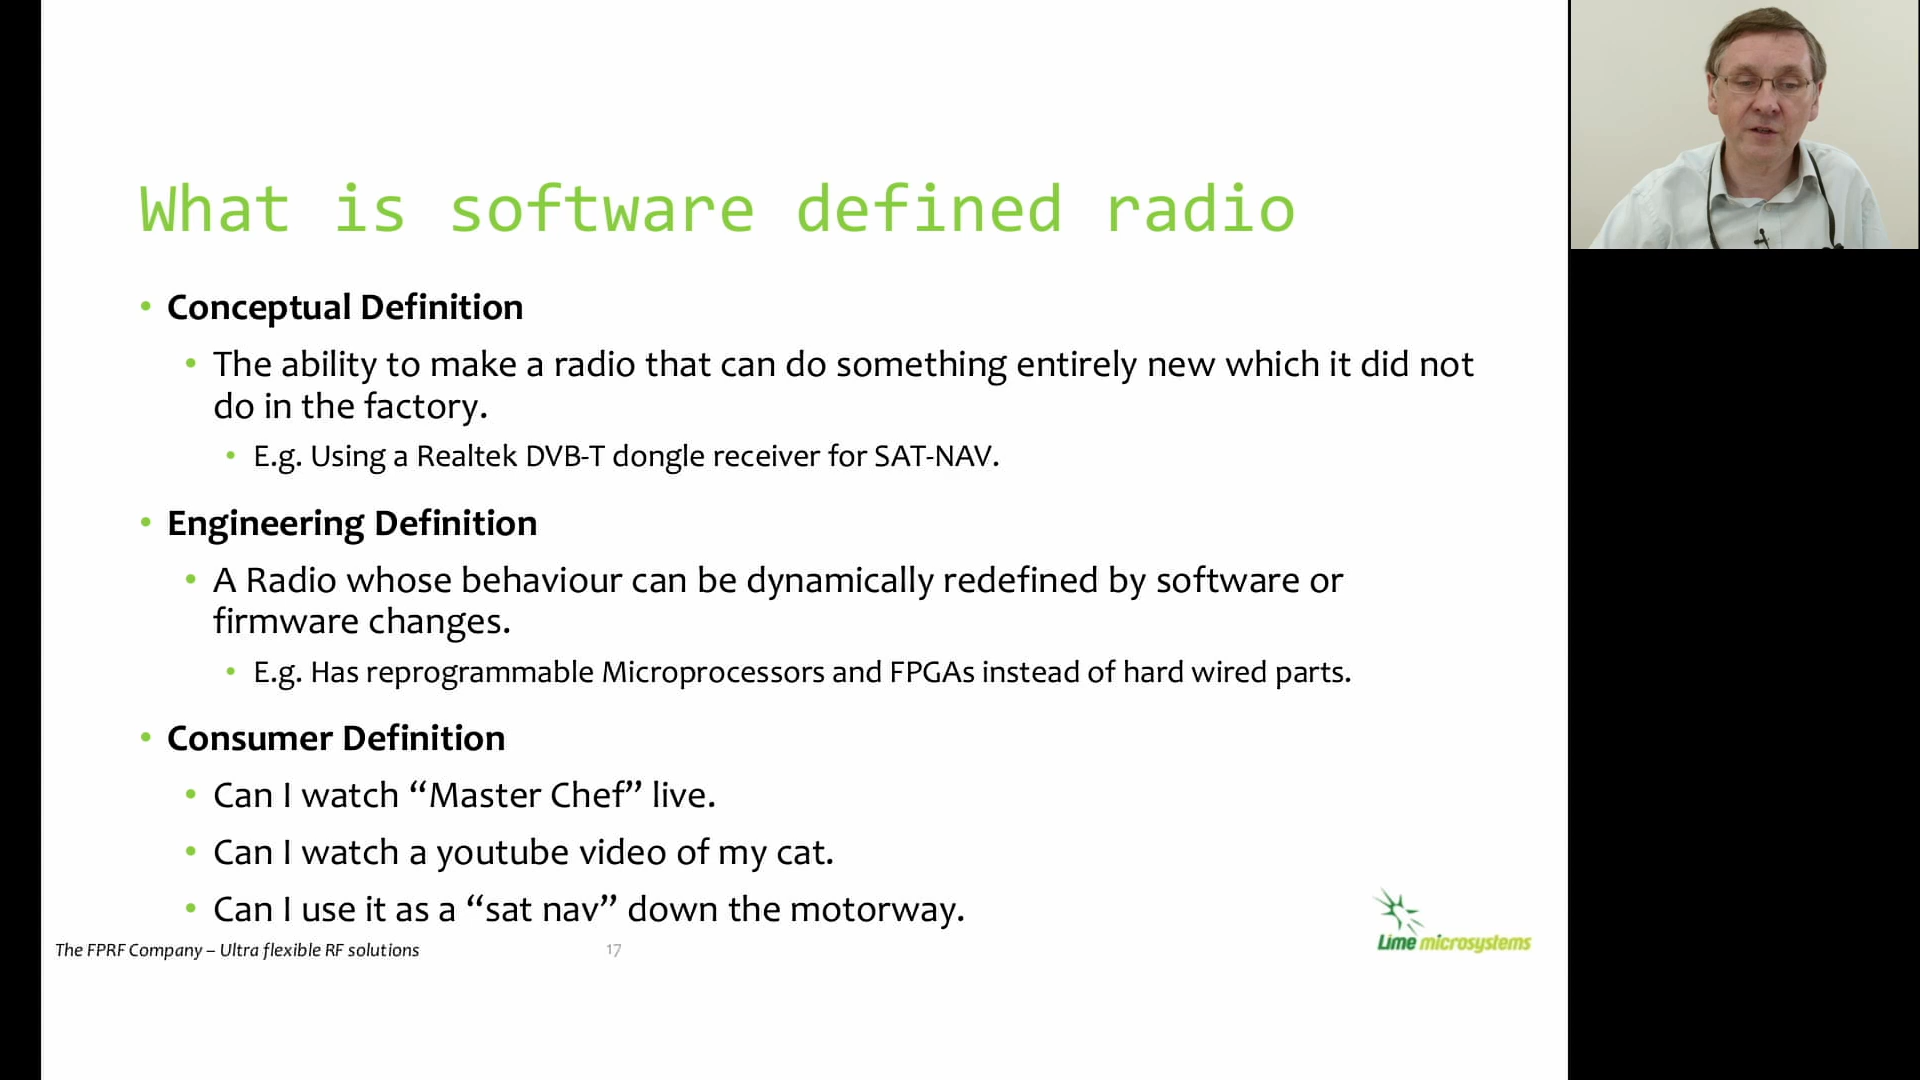 What is software defined radio
• Conceptual Definition
• The ability to make a radio that can do something entirely new which it did not
do in the factory.
• E.g. Using a Realtek DVB-T dongle receiver for SAT-NAV.
• Engineering Definition
• A Radio whose behaviour can be dynamically redefined by software or
firmware changes.
• E.g. Has reprogrammable Microprocessors and FPGAs instead of hard wired parts.
• Consumer Definition
• Can I watch “Master Chef” live.
• Can I watch a youtube video of my cat.
• Can I use it as a “sat nav” down the motorway.
The FPRF Company – Ultra flexible RF solutions
17
Lime microsystems